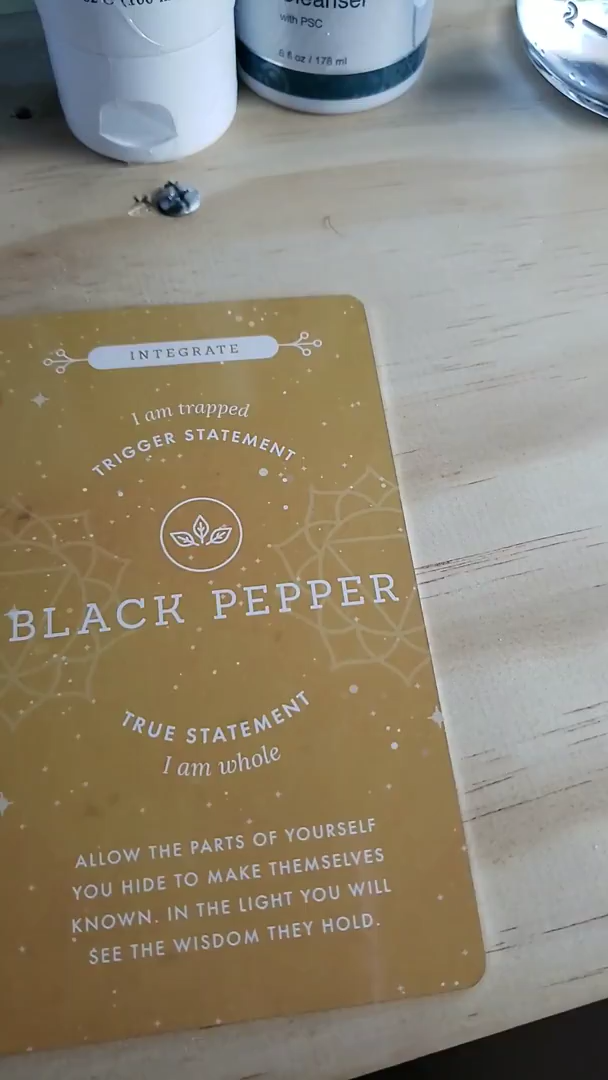 Cleanser
with PSC
6 fl oz / 178 ml
2
INTEGRATE
I am trapped
TRIGGER STATEMENT
BLACK PEPPER
TRUE STATEMENT
I am whole
ALLOW THE PARTS OF YOURSELF
YOU HIDE TO MAKE THEMSELVES
KNOWN. IN THE LIGHT YOU WILL
SEE THE WISDOM THEY HOLD.